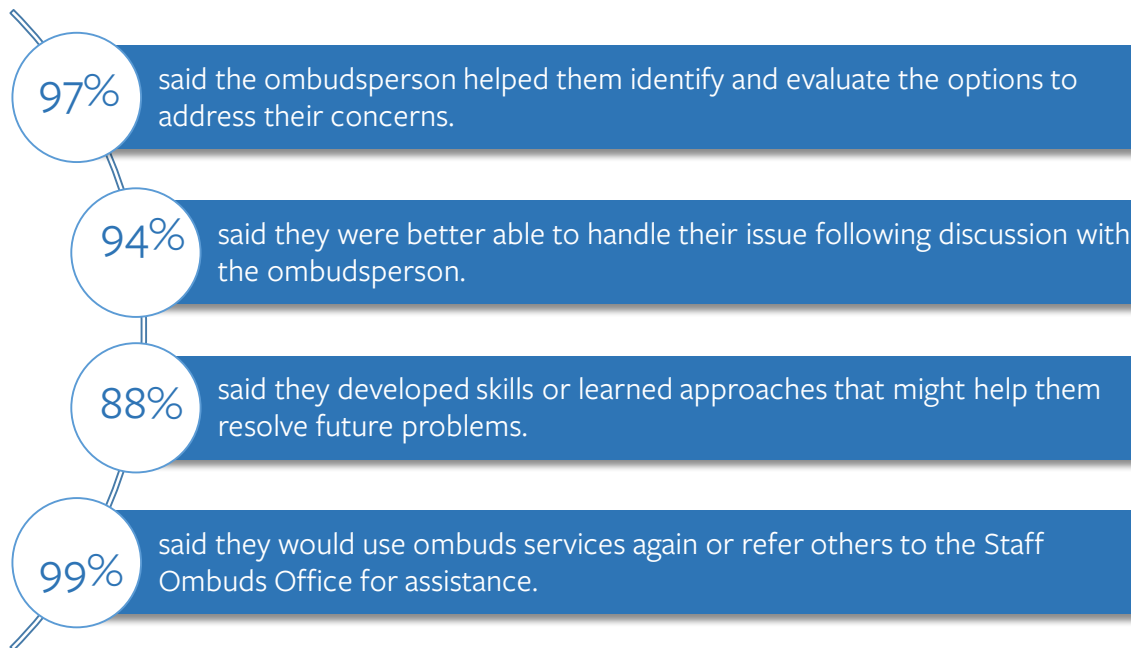 97%
said the ombudsperson helped them identify and evaluate the options to
address their concerns.
94%
said they were better able to handle their issue following discussion with
the ombudsperson.
88%
said they developed skills or learned approaches that might help them
resolve future problems.
99%
said they would use ombuds services again or refer others to the Staff
Ombuds Office for assistance.